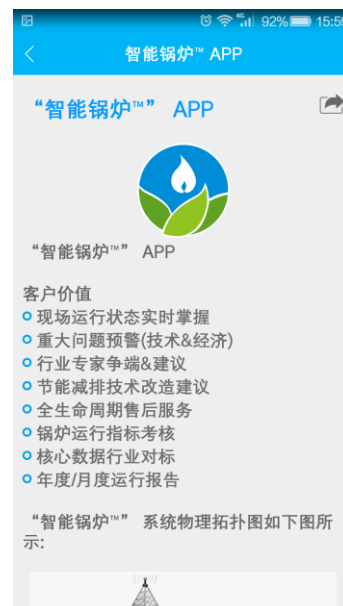 4G 92% 15:55
智能锅炉™ APP
“智能锅炉™” APP
“智能锅炉™” APP
客户价值
现场运行状态实时掌握
重大问题预警(技术&经济)
行业专家争端&建议
节能减排技术改造建议
全生命周期售后服务
锅炉运行指标考核
核心数据行业对标
年度/月度运行报告
“智能锅炉™” 系统物理拓扑图如下图所
示: